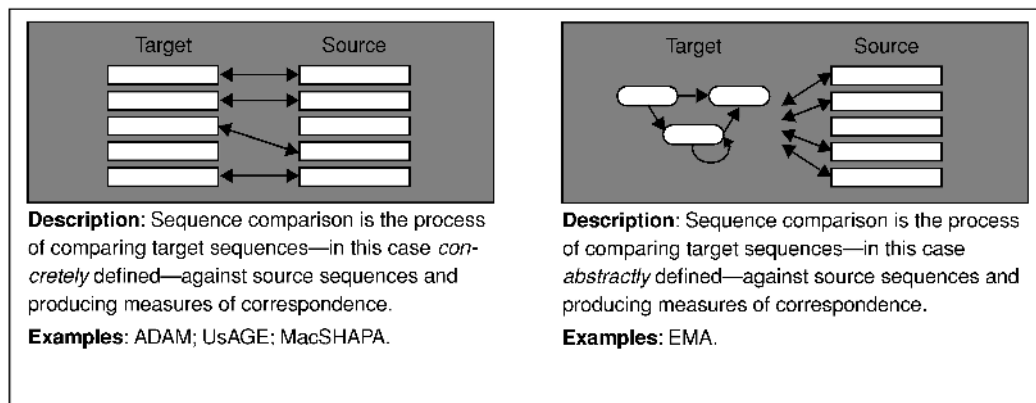 Target Source
Description: Sequence comparison is the process
of comparing target sequences—in this case con-
cretely defined—against source sequences and
producing measures of correspondence.
Examples: ADAM; UsAGE; MacSHAPA.
Target Source
Description: Sequence comparison is the process
of comparing target sequences—in this case
abstractly defined—against source sequences and
producing measures of correspondence.
Examples: EMA.